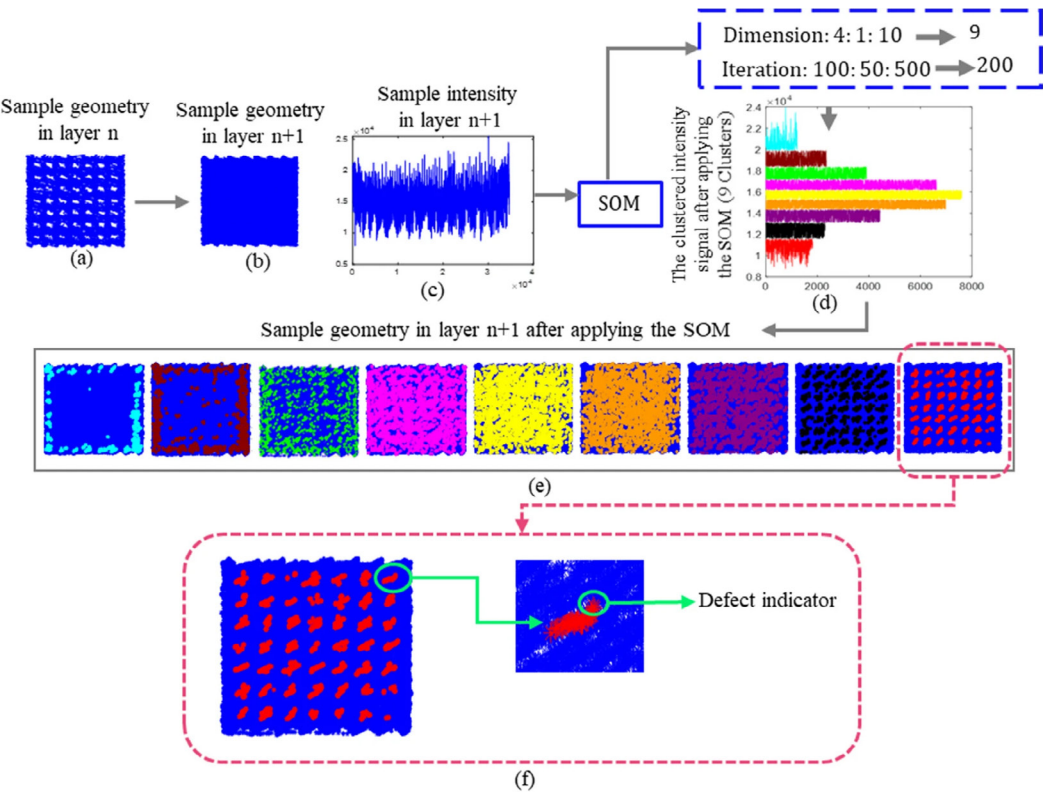 Dimension: 4: 1: 10
9
Iteration: 100: 50: 500
200
Sample geometry
in layer n
Sample geometry
in layer n+1
Sample intensity
in layer n+1
×10⁴
2.5
2
1.5
1
0.5
0
1
2
3
4
×10⁴
SOM
The clustered intensity
signal after applying
the SOM (9 Clusters)
×10⁴
2.4
2.2
2
1.8
1.6
1.4
1.2
1
0.8
0
2000
4000
6000
8000
(a)
(b)
(c)
(d)
Sample geometry in layer n+1 after applying the SOM
(e)
Defect indicator
(f)